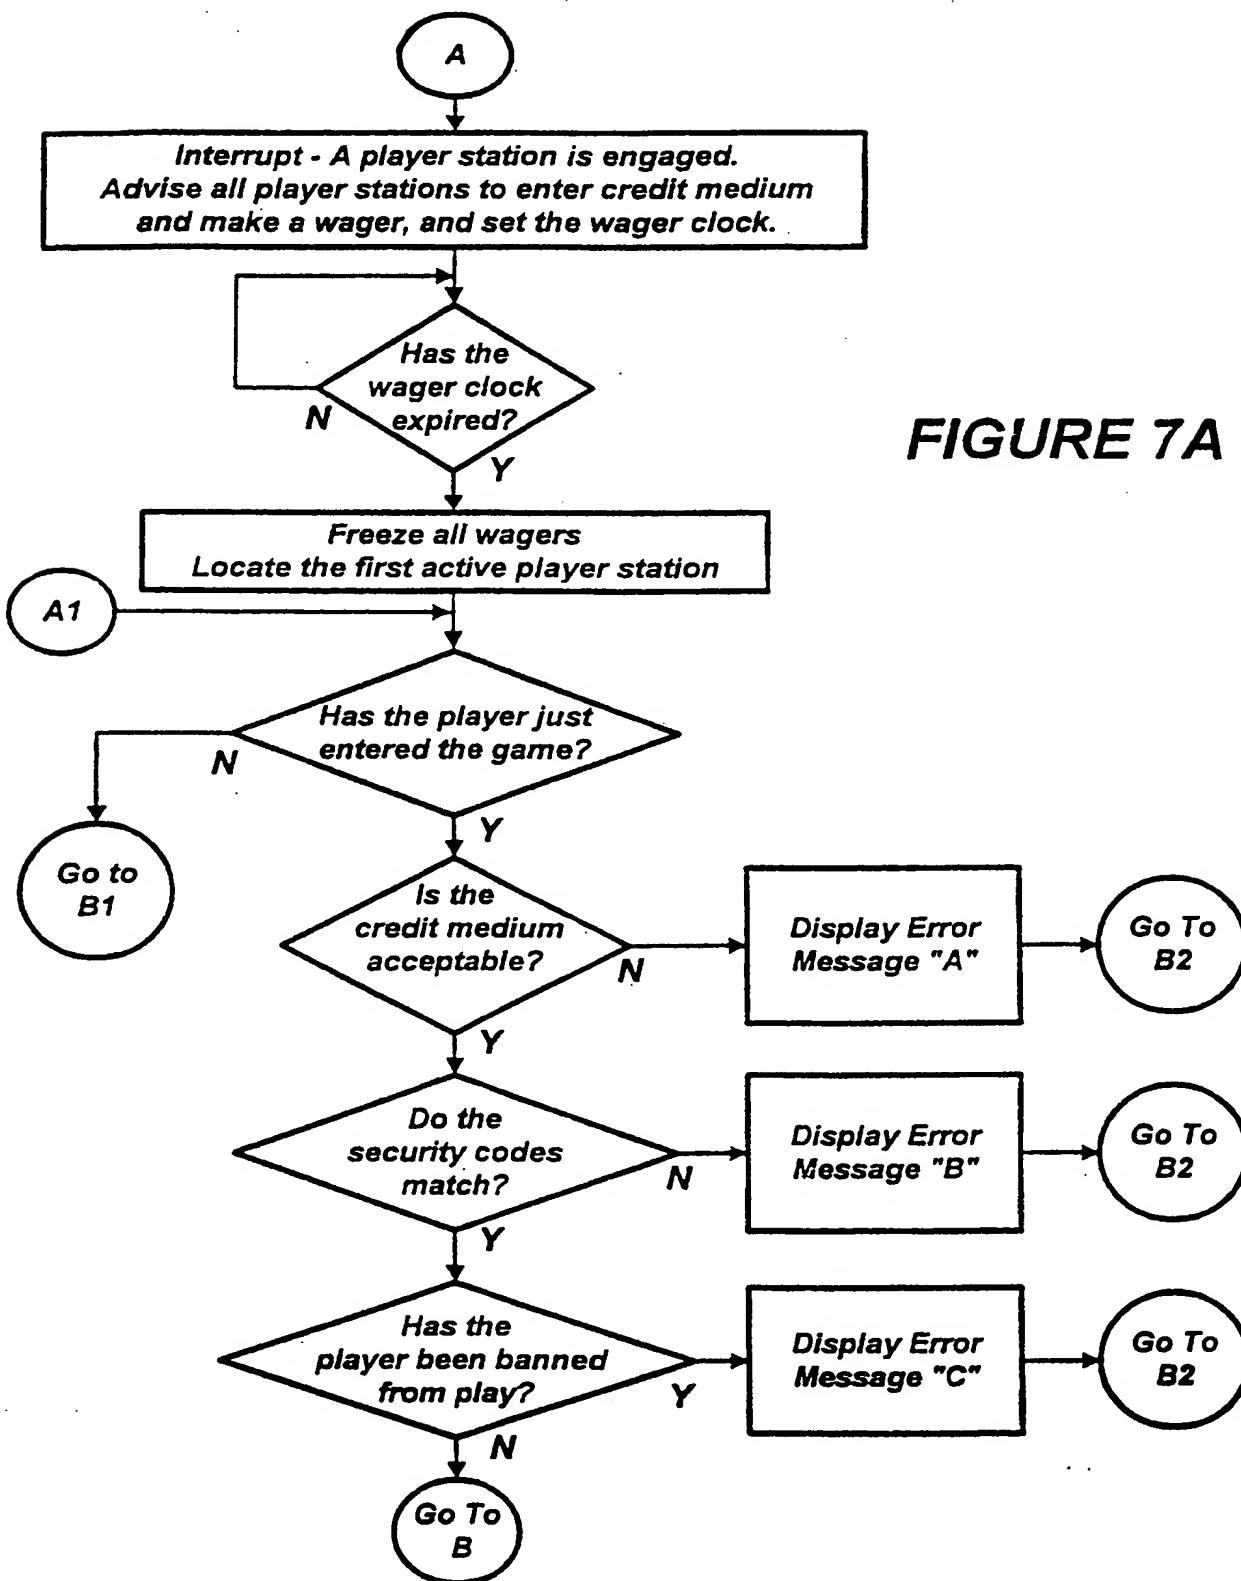 A
Interrupt - A player station is engaged.
Advise all player stations to enter credit medium
and make a wager, and set the wager clock.
Has the
wager clock
expired?
N
Y
FIGURE 7A
Freeze all wagers
Locate the first active player station
A1
Has the player just
entered the game?
N
Y
Go to
B1
Is the
credit medium
acceptable?
N
Y
Display Error
Message "A"
Go To
B2
Do the
security codes
match?
N
Y
Display Error
Message "B"
Go To
B2
Has the
player been banned
from play?
Y
N
Display Error
Message "C"
Go To
B2
Go To
B